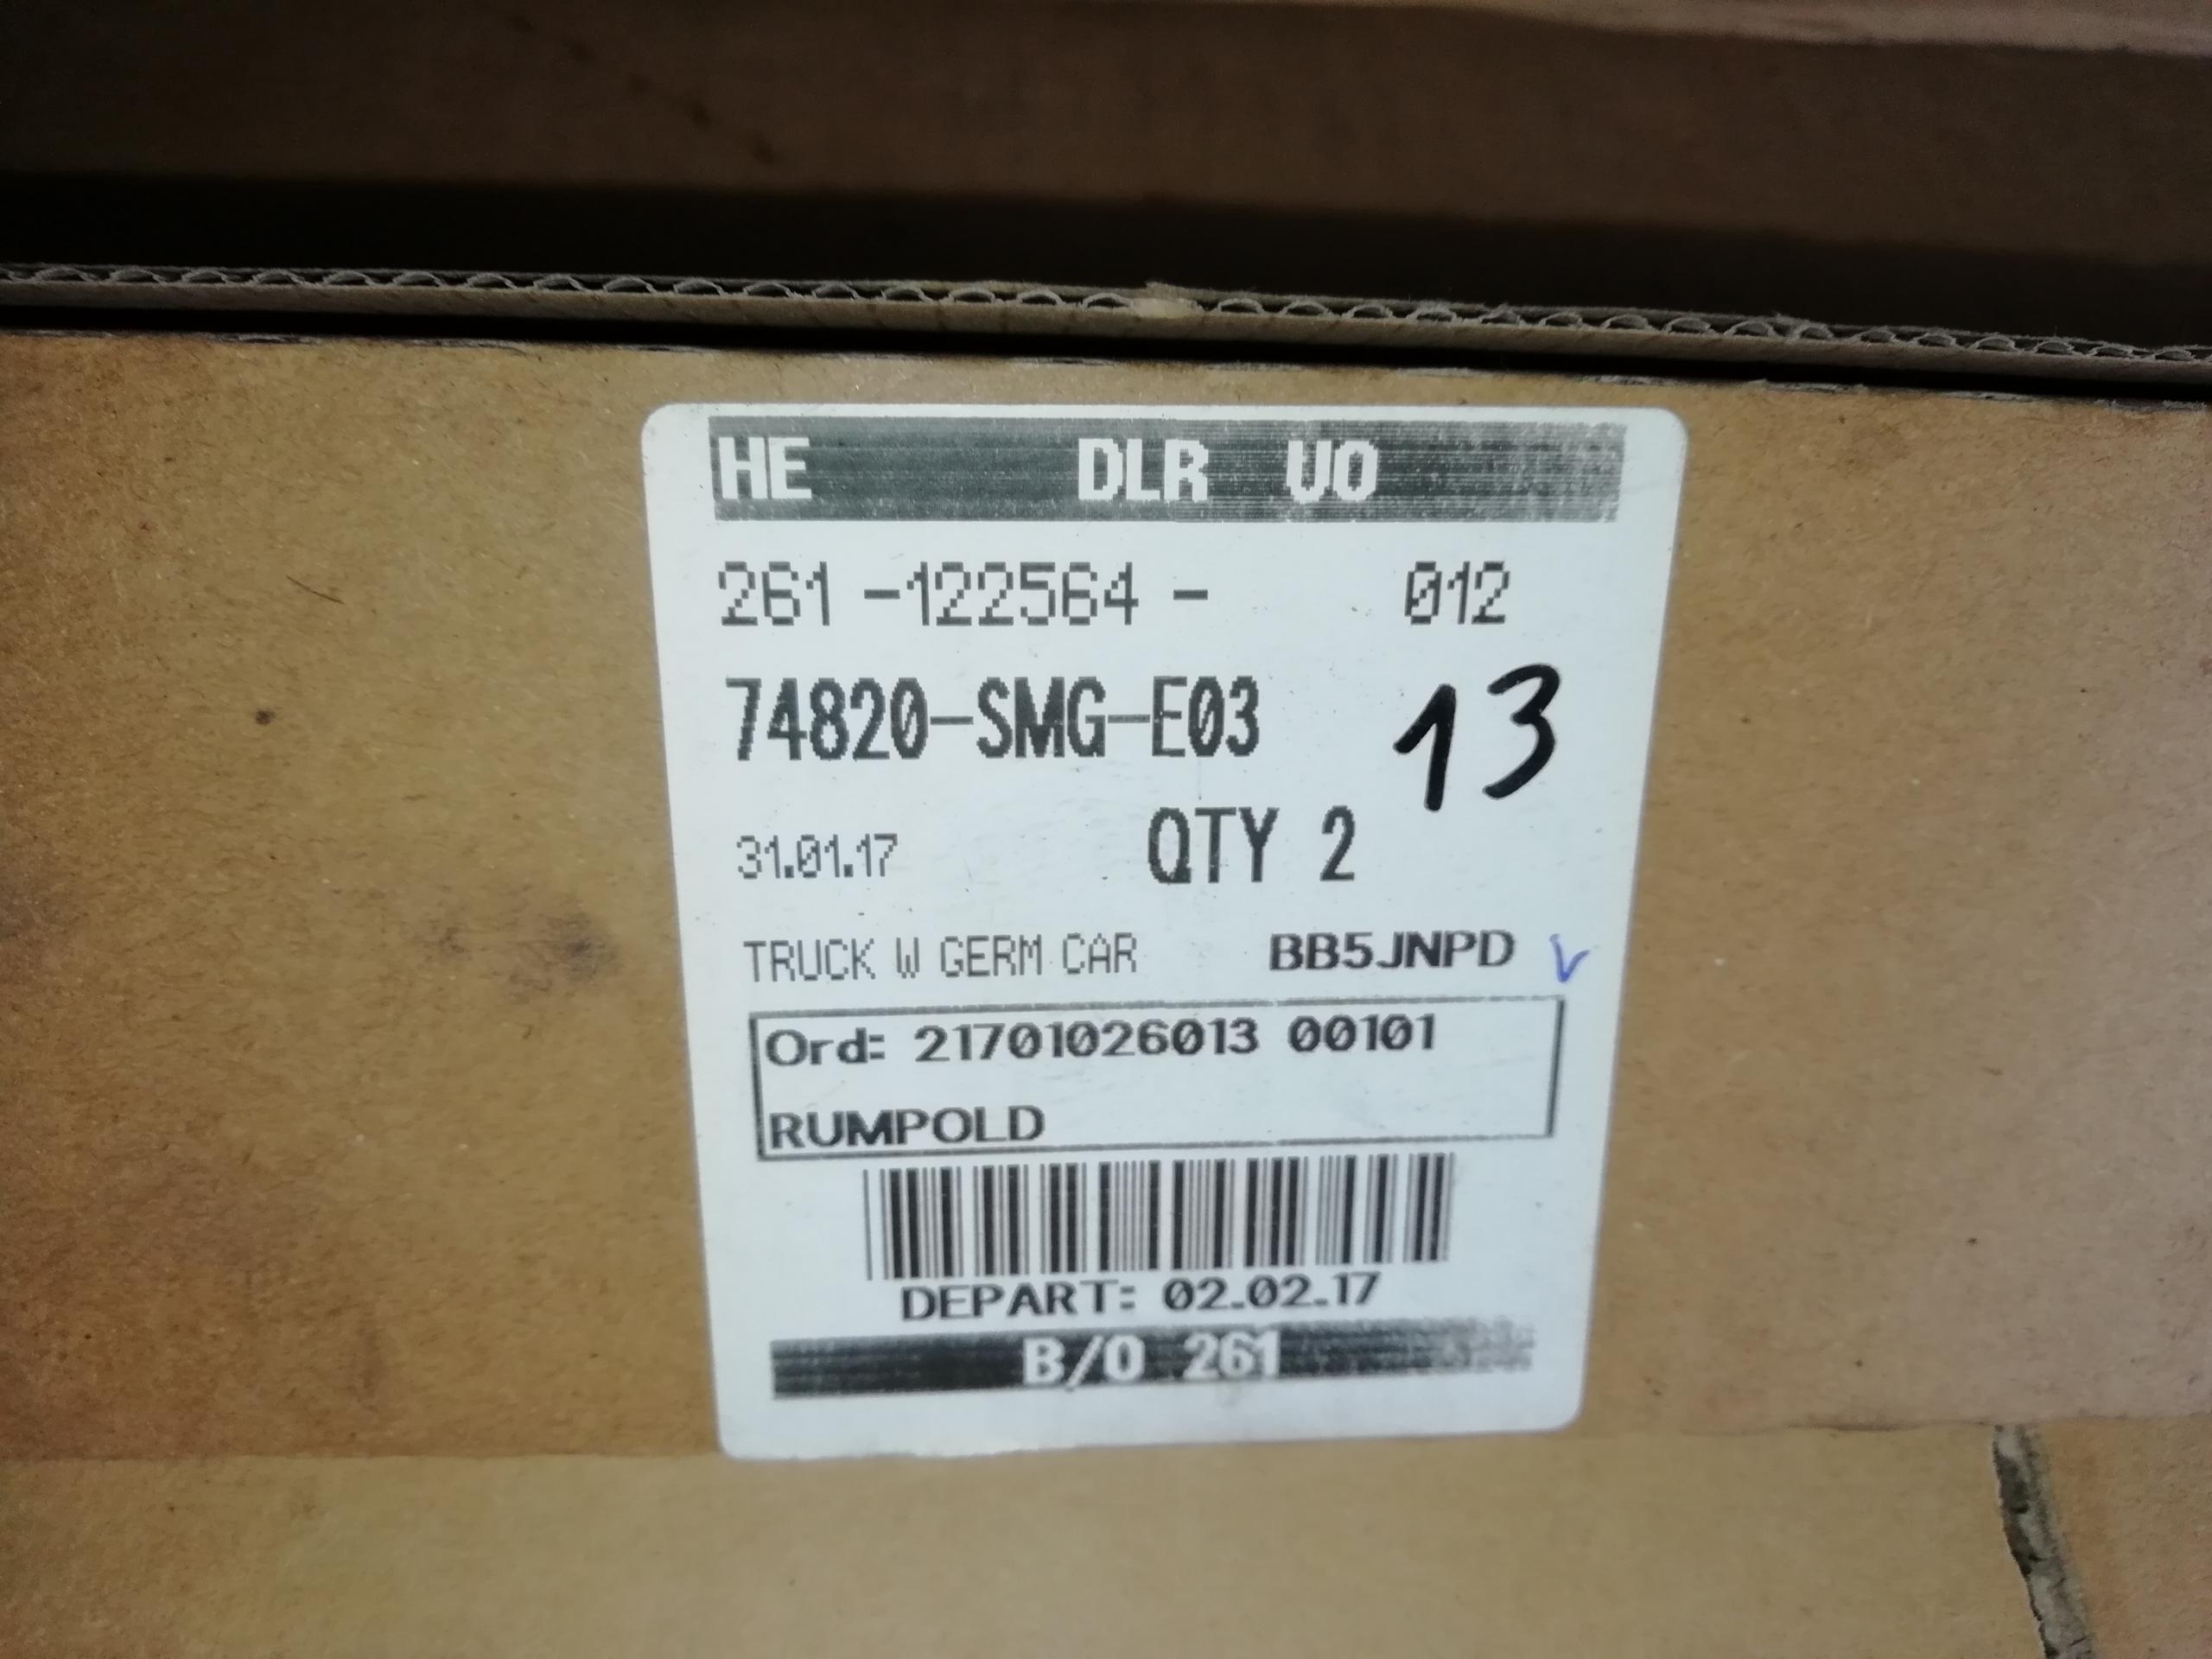 HE DLR UO
261 -122564 - 012
74820-SMG-E03 13
31.01.17 QTY 2
TRUCK W GERM CAR BB5JNPD
Ord: 21701026013 00101
RUMPOLD
DEPART: 02.02.17
B/O 261